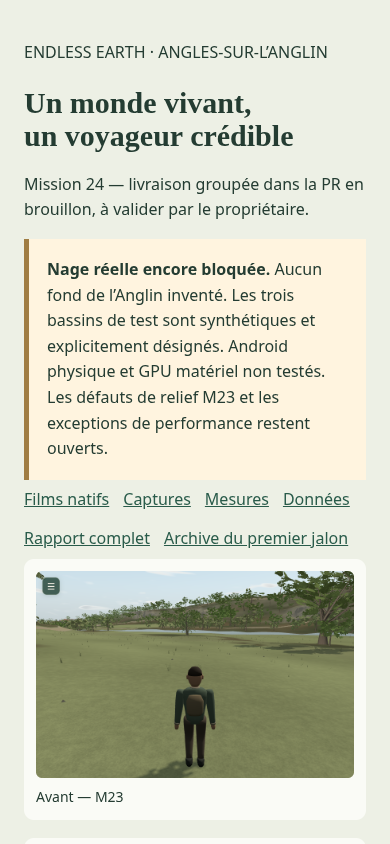 ENDLESS EARTH · ANGLES-SUR-L’ANGLIN
Un monde vivant,
un voyageur crédible
Mission 24 — livraison groupée dans la PR en
brouillon, à valider par le propriétaire.
Nage réelle encore bloquée. Aucun
fond de l’Anglin inventé. Les trois
bassins de test sont synthétiques et
explicitement désignés. Android
physique et GPU matériel non testés.
Les défauts de relief M23 et les
exceptions de performance restent
ouverts.
Films natifs Captures Mesures Données
Rapport complet Archive du premier jalon
Avant — M23